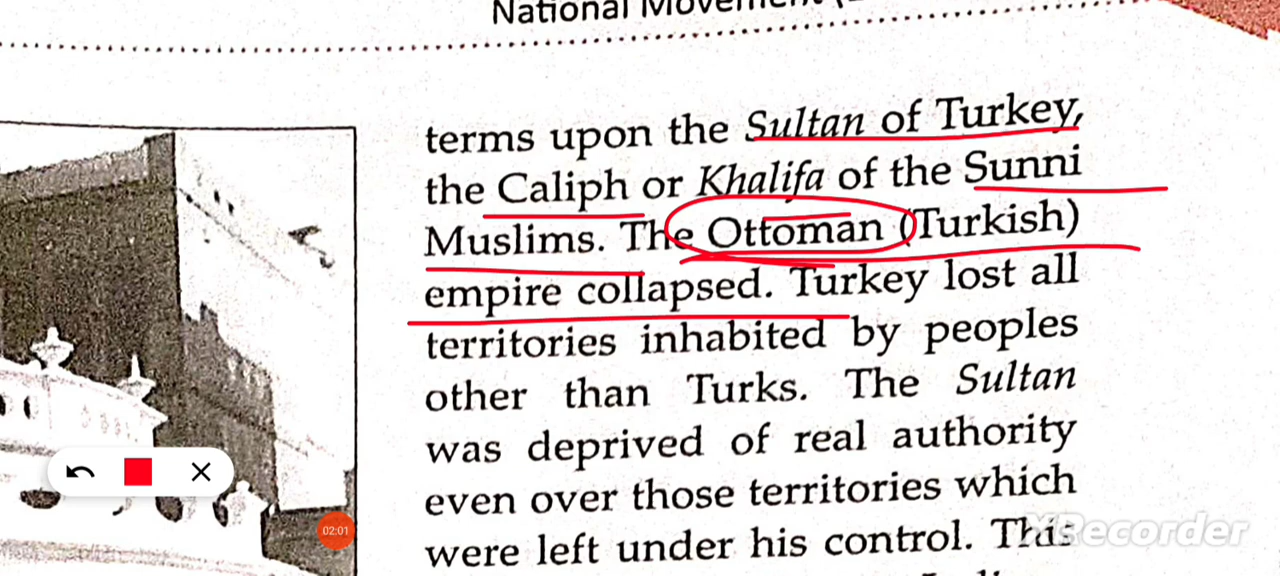 National Movement
terms upon the Sultan of Turkey,
the Caliph or Khalifa of the Sunni
Muslims. The Ottoman (Turkish)
empire collapsed. Turkey lost all
territories inhabited by peoples
other than Turks. The Sultan
was deprived of real authority
even over those territories which
were left under his control. This
02:01
XRecorder